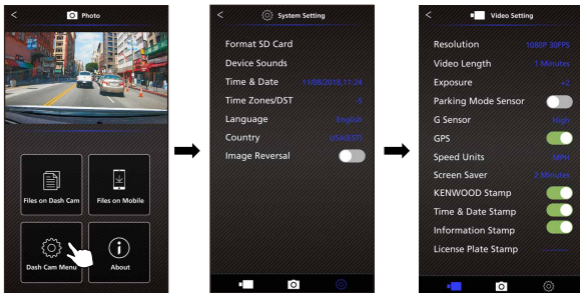 < Photo
Files on Dash Cam
Files on Mobile
Dash Cam Menu
About
< System Setting
Format SD Card
Device Sounds
Time & Date 11/08/2018,11:24
Time Zones/DST -5
Language English
Country USA(EST)
Image Reversal
< Video Setting
Resolution 1080P 30FPS
Video Length 1 Minutes
Exposure +2
Parking Mode Sensor
G Sensor High
GPS
Speed Units MPH
Screen Saver 2 Minutes
KENWOOD Stamp
Time & Date Stamp
Information Stamp
License Plate Stamp